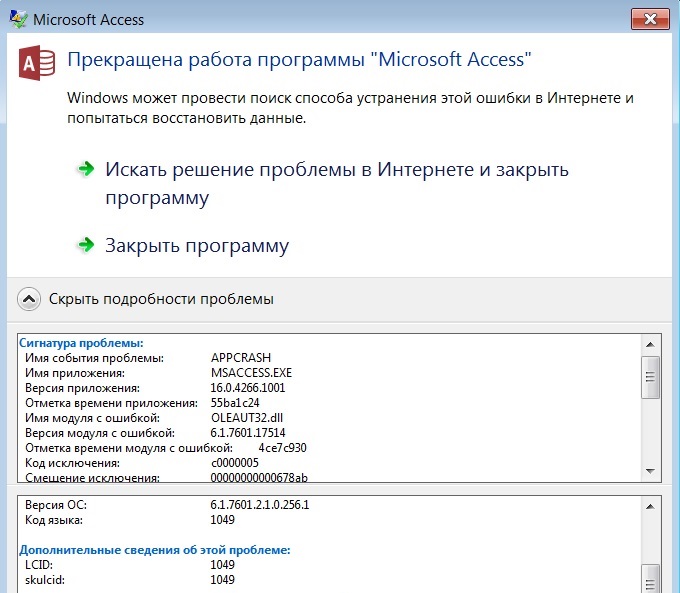 Microsoft Access
Прекращена работа программы "Microsoft Access"
Windows может провести поиск способа устранения этой ошибки в Интернете и
попытаться восстановить данные.
Искать решение проблемы в Интернете и закрыть
программу
Закрыть программу
Скрыть подробности проблемы
Сигнатура проблемы:
Имя события проблемы: APPCRASH
Имя приложения: MSACCESS.EXE
Версия приложения: 16.0.4266.1001
Отметка времени приложения: 55ba1c24
Имя модуля с ошибкой: OLEAUT32.dll
Версия модуля с ошибкой: 6.1.7601.17514
Отметка времени модуля с ошибкой: 4ce7c930
Код исключения: c0000005
Смещение исключения: 00000000000678ab
Версия ОС: 6.1.7601.2.1.0.256.1
Код языка: 1049
Дополнительные сведения об этой проблеме:
LCID: 1049
skulcid: 1049